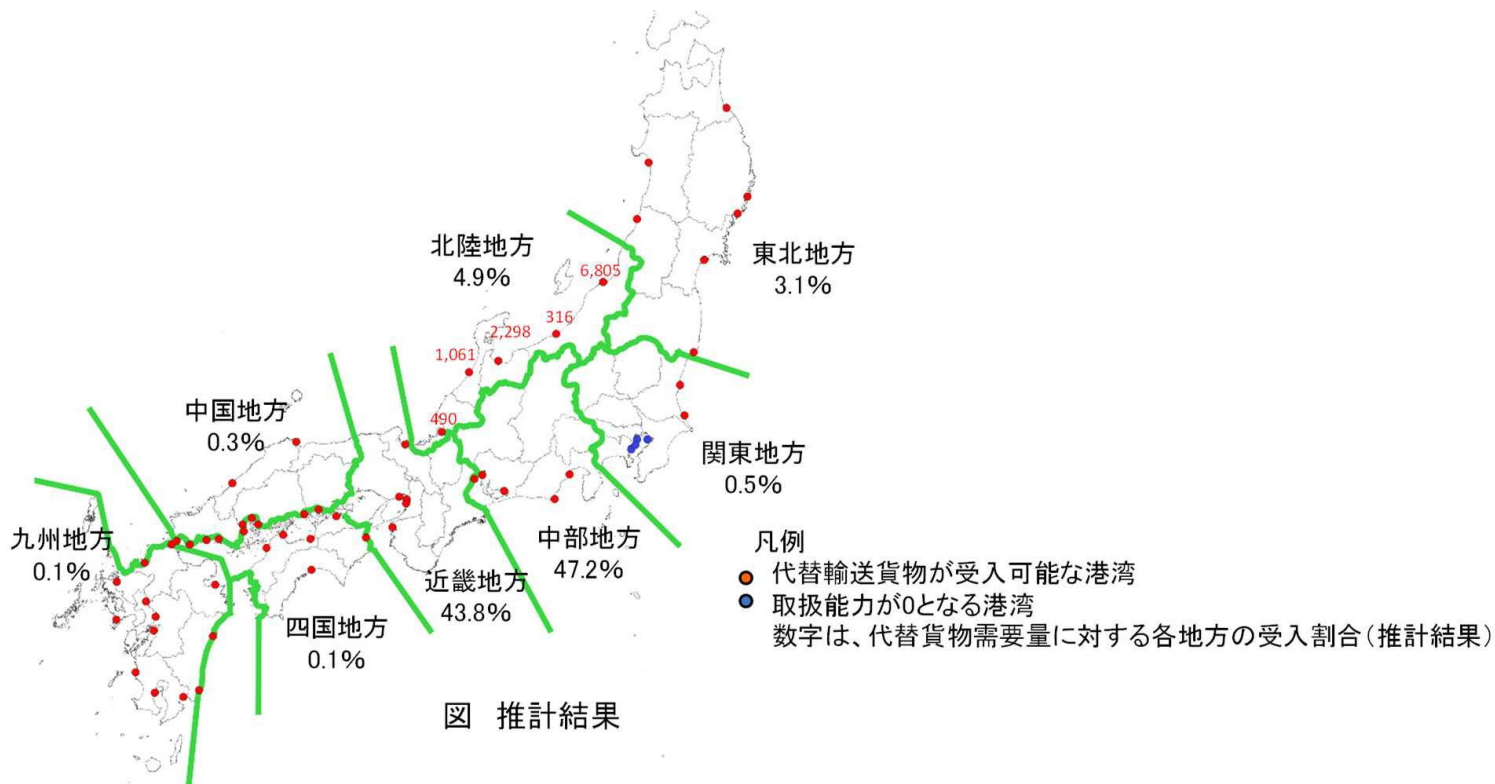 北陸地方
4.9%
6,805
東北地方
3.1%
316
2,298
1,061
中国地方
0.3%
490
関東地方
0.5%
九州地方
0.1%
中部地方
47.2%
近畿地方
43.8%
四国地方
0.1%
凡例
代替輸送貨物が受入可能な港湾
取扱能力が0となる港湾
数字は、代替貨物需要量に対する各地方の受入割合(推計結果)
図 推計結果